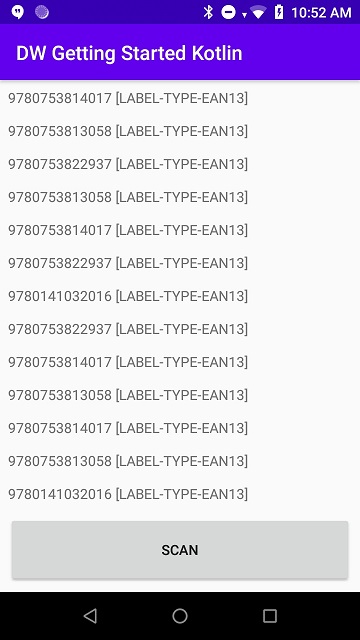 10:52 AM
DW Getting Started Kotlin
9780753814017 [LABEL-TYPE-EAN13]
9780753813058 [LABEL-TYPE-EAN13]
9780753822937 [LABEL-TYPE-EAN13]
9780753813058 [LABEL-TYPE-EAN13]
9780753814017 [LABEL-TYPE-EAN13]
9780753822937 [LABEL-TYPE-EAN13]
9780141032016 [LABEL-TYPE-EAN13]
9780753822937 [LABEL-TYPE-EAN13]
9780753814017 [LABEL-TYPE-EAN13]
9780753813058 [LABEL-TYPE-EAN13]
9780753814017 [LABEL-TYPE-EAN13]
9780753813058 [LABEL-TYPE-EAN13]
9780141032016 [LABEL-TYPE-EAN13]
SCAN